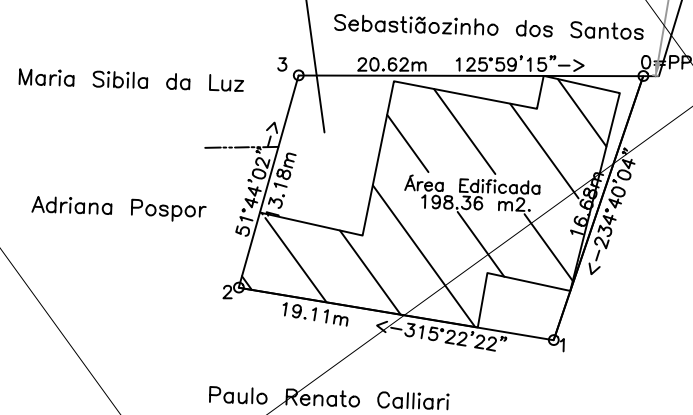 Sebastiãozinho dos Santos
3 20.62m 125°59'15"-> 0=PP
Maria Sibila da Luz
51°44'02"->
13.18m
Adriana Pospor
Área Edificada
198.36 m2.
16.68m
<-234°40'04"
2
19.11m
<-315°22'22"
1
Paulo Renato Calliari